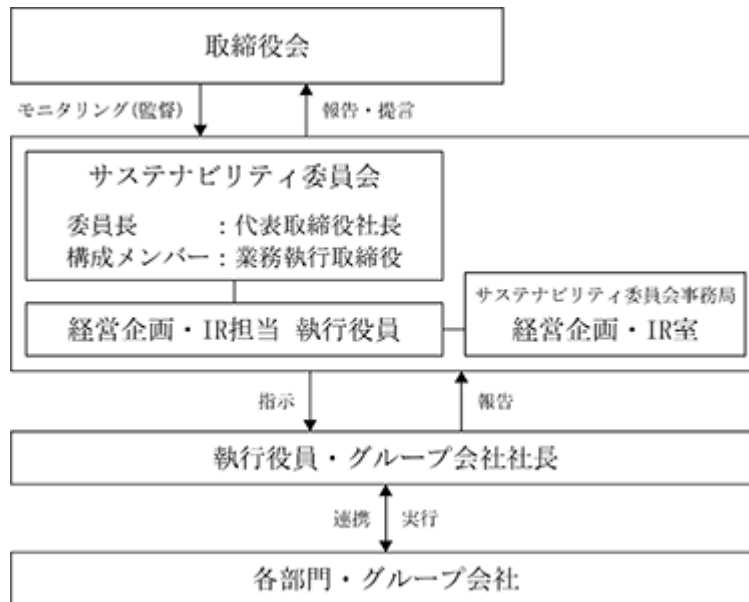 取締役会
モニタリング(監督)
報告・提言
サステナビリティ委員会
委員長　　　：代表取締役社長
構成メンバー：業務執行取締役
経営企画・IR担当 執行役員
サステナビリティ委員会事務局
経営企画・IR室
指示
報告
執行役員・グループ会社社長
連携
実行
各部門・グループ会社